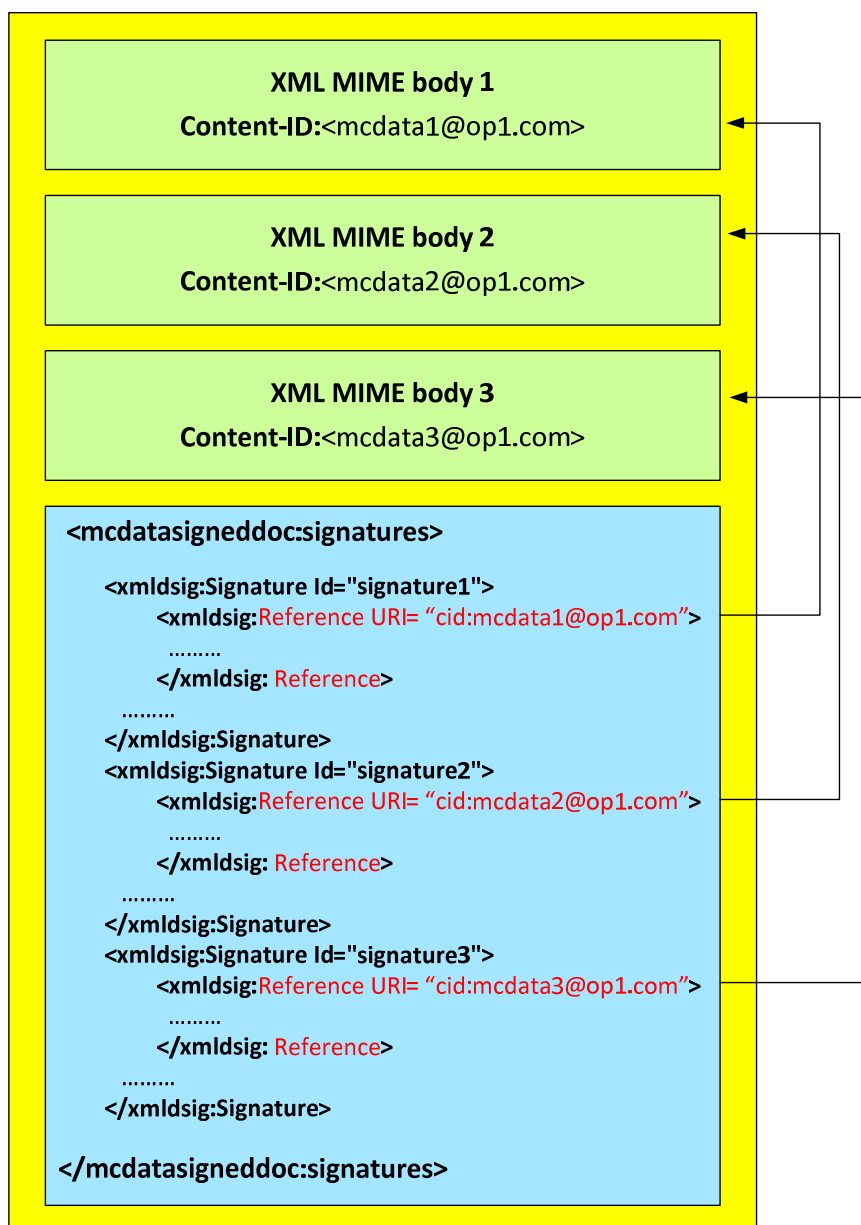 XML MIME body 1
Content-ID:<mcdata1@op1.com>
XML MIME body 2
Content-ID:<mcdata2@op1.com>
XML MIME body 3
Content-ID:<mcdata3@op1.com>
<mcdatasigneddoc:signatures>
<xmldsig:Signature Id="signature1">
<xmldsig:Reference URI= “cid:mcdata1@op1.com”>
.........
</xmldsig: Reference>
.........
</xmldsig:Signature>
<xmldsig:Signature Id="signature2">
<xmldsig:Reference URI= “cid:mcdata2@op1.com”>
.........
</xmldsig: Reference>
.........
</xmldsig:Signature>
<xmldsig:Signature Id="signature3">
<xmldsig:Reference URI= “cid:mcdata3@op1.com”>
.........
</xmldsig: Reference>
.........
</xmldsig:Signature>
</mcdatasigneddoc:signatures>